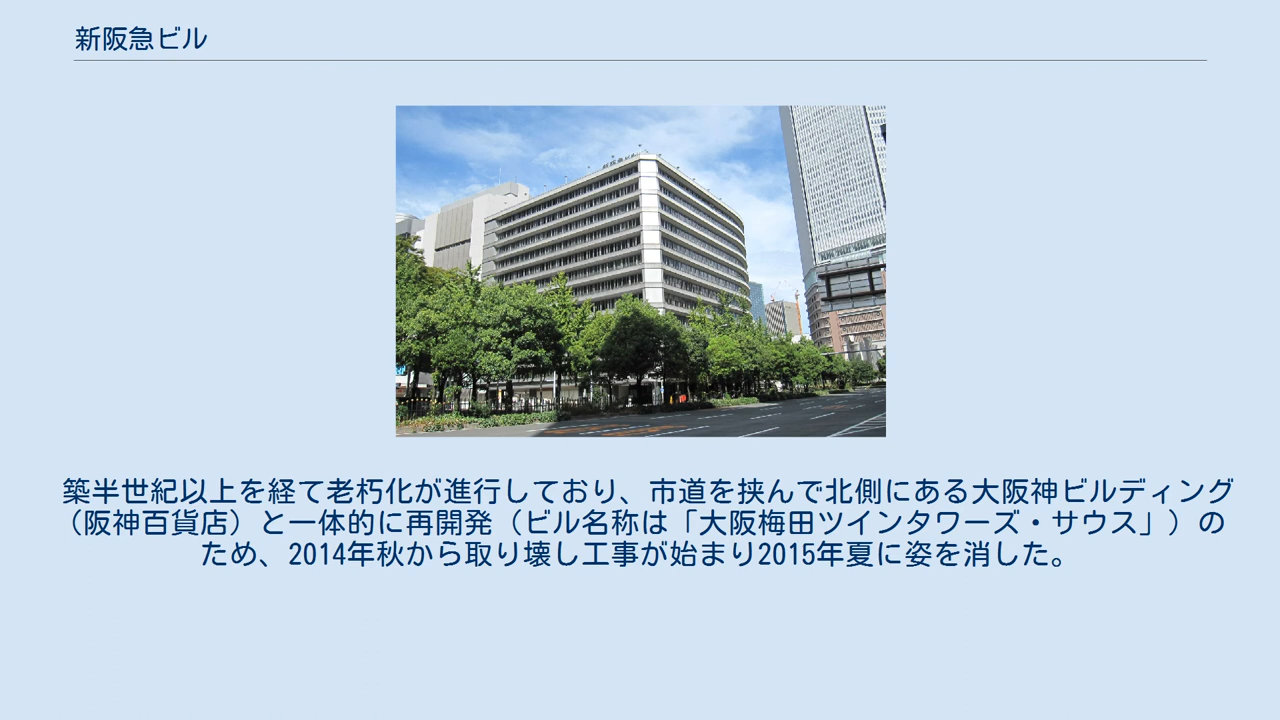 新阪急ビル
築半世紀以上を経て老朽化が進行しており、市道を挟んで北側にある大阪神ビルディング
（阪神百貨店）と一体的に再開発（ビル名称は「大阪梅田ツインタワーズ・サウス」）の
ため、2014年秋から取り壊し工事が始まり2015年夏に姿を消した。